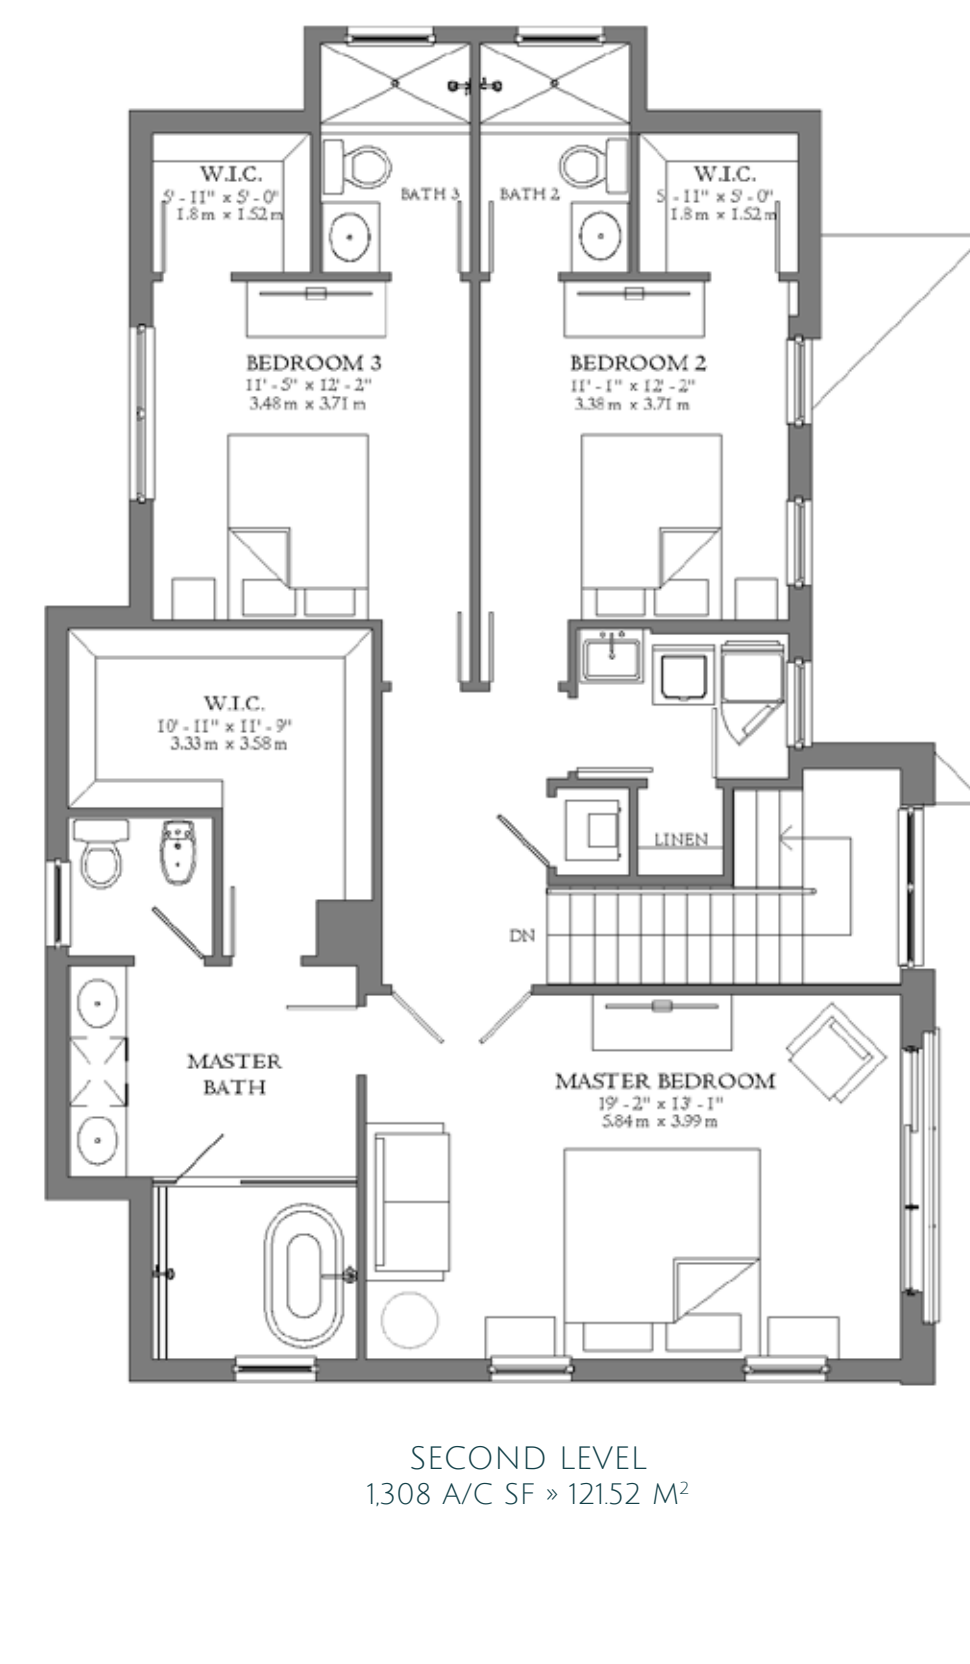 W.I.C.
5' - 11" x 5' - 0"
1.8 m x 1.52 m
BATH 3
BATH 2
W.I.C.
5 - 11" x 5' - 0"
1.8 m x 1.52 m
BEDROOM 3
11' - 5" x 12' - 2"
3.48 m x 3.71 m
BEDROOM 2
11' - 1" x 12' - 2"
3.38 m x 3.71 m
W.I.C.
10' - 11" x 11' - 9"
3.33 m x 3.58 m
LINEN
DN
MASTER
BATH
MASTER BEDROOM
19' - 2" x 13' - 1"
5.84 m x 3.99 m
SECOND LEVEL
1,308 A/C SF » 121.52 M²